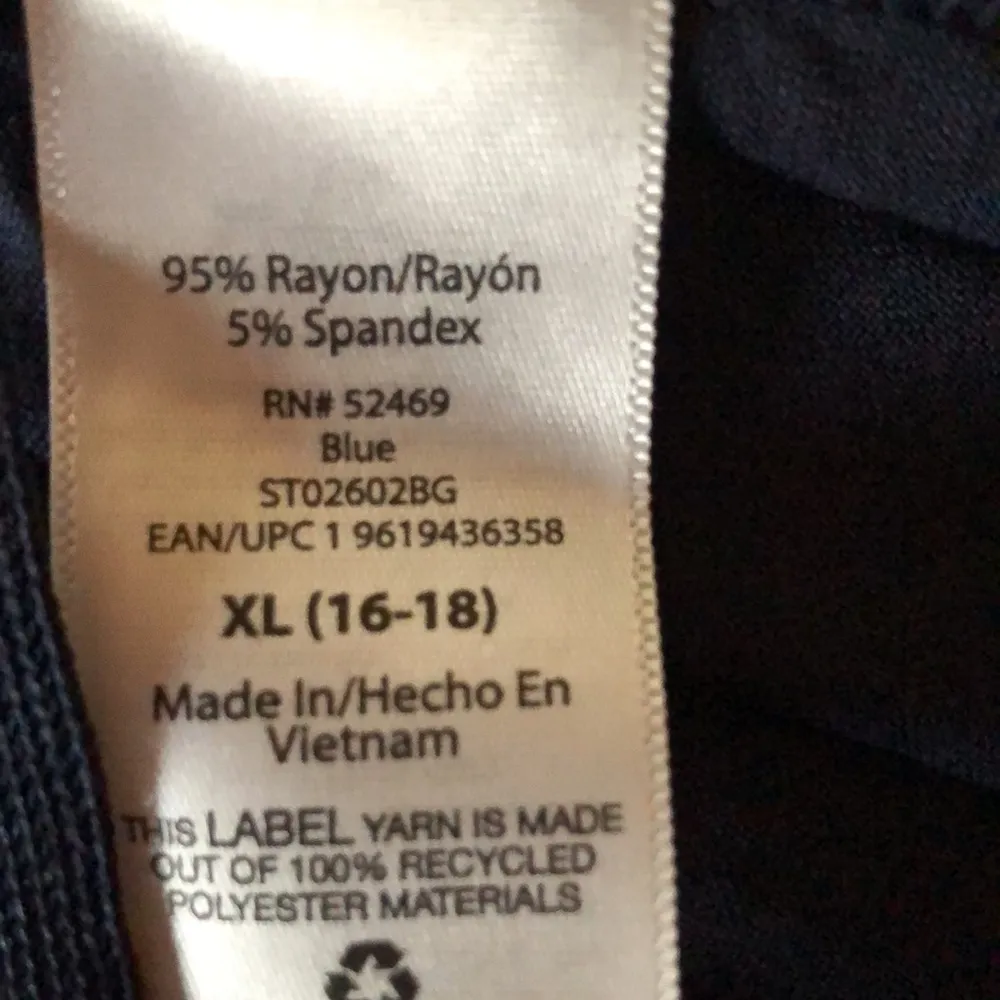 95% Rayon/Rayón
5% Spandex
RN# 52469
Blue
ST02602BG
EAN/UPC 1 9619436358
XL (16-18)
Made In/Hecho En
Vietnam
THIS LABEL YARN IS MADE
OUT OF 100% RECYCLED
POLYESTER MATERIALS